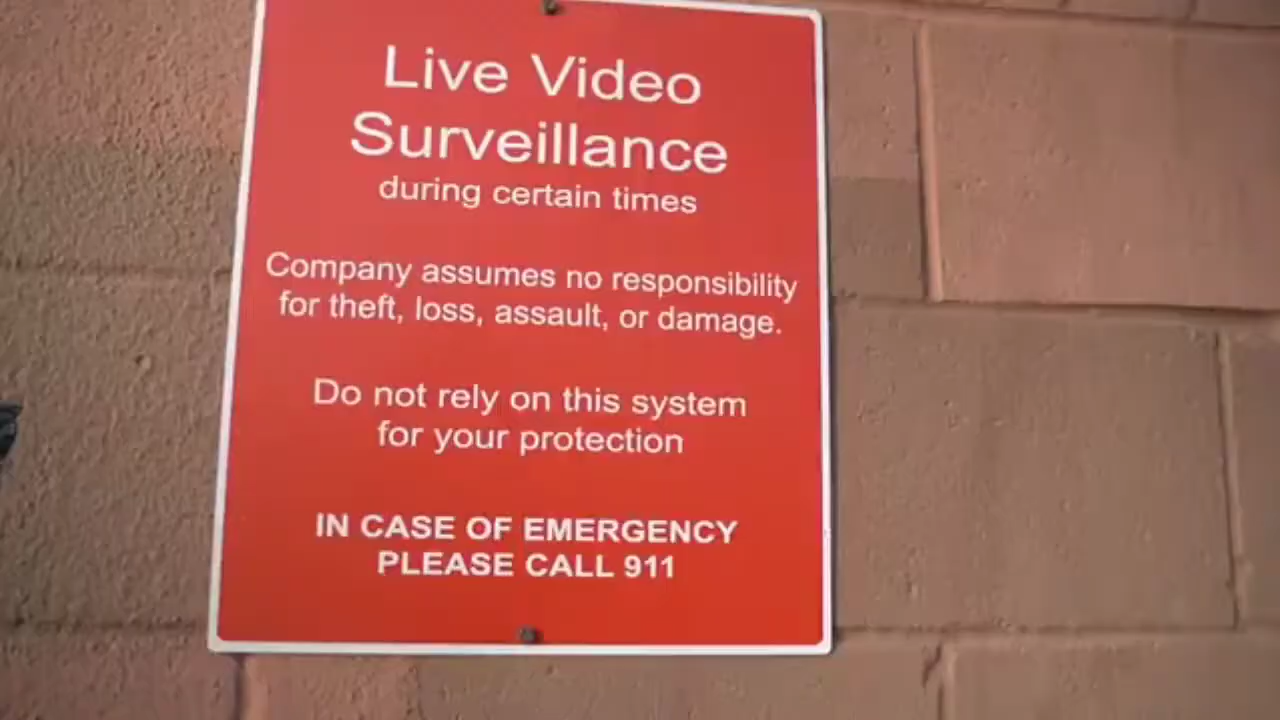 Live Video
Surveillance
during certain times
Company assumes no responsibility
for theft, loss, assault, or damage.
Do not rely on this system
for your protection
IN CASE OF EMERGENCY
PLEASE CALL 911